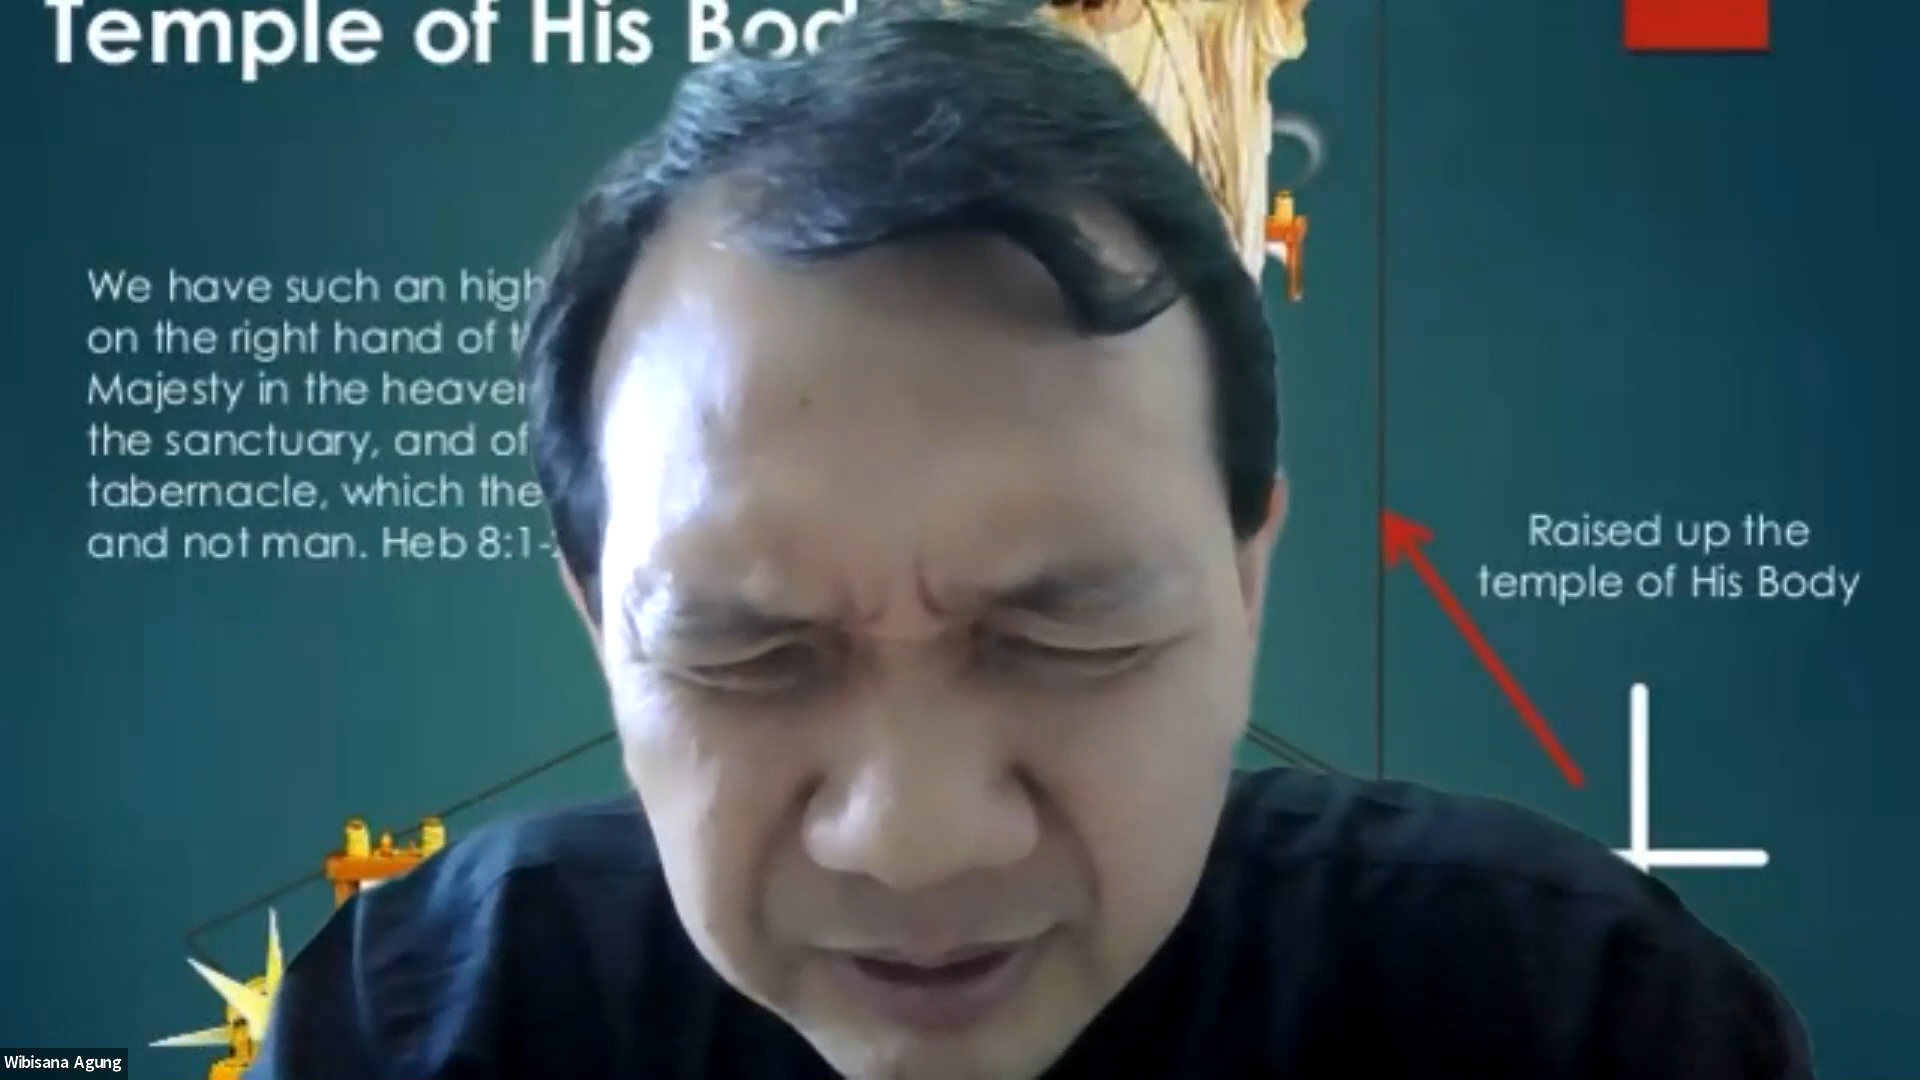 Temple of His Bod
We have such an high
on the right hand of t
Majesty in the heaven
the sanctuary, and of
tabernacle, which the
and not man. Heb 8:1-
Raised up the
temple of His Body
Wibisana Agung